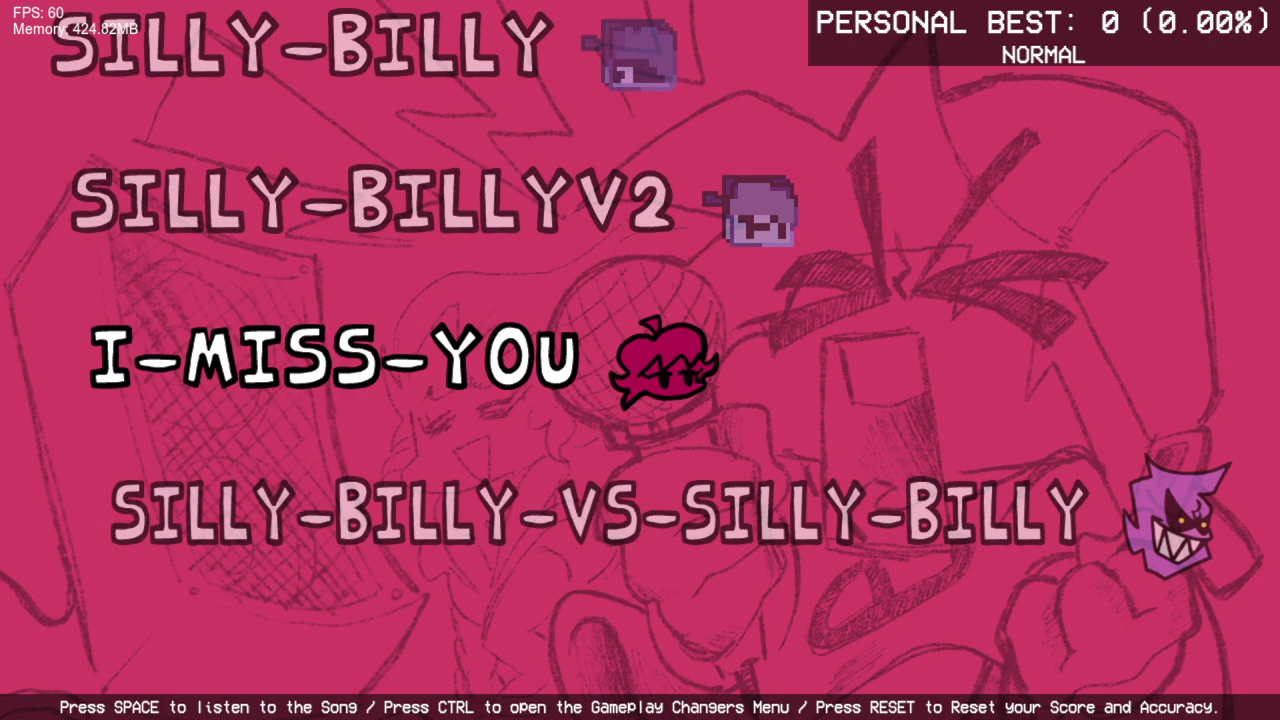 FPS: 60
Memory: 424.82MB
PERSONAL BEST: 0 (0.00%)
NORMAL
SILLY-BILLY
SILLY-BILLYV2
I-MISS-YOU
SILLY-BILLY-VS-SILLY-BILLY
Press SPACE to listen to the Song / Press CTRL to open the Gameplay Changers Menu / Press RESET to Reset your Score and Accuracy.